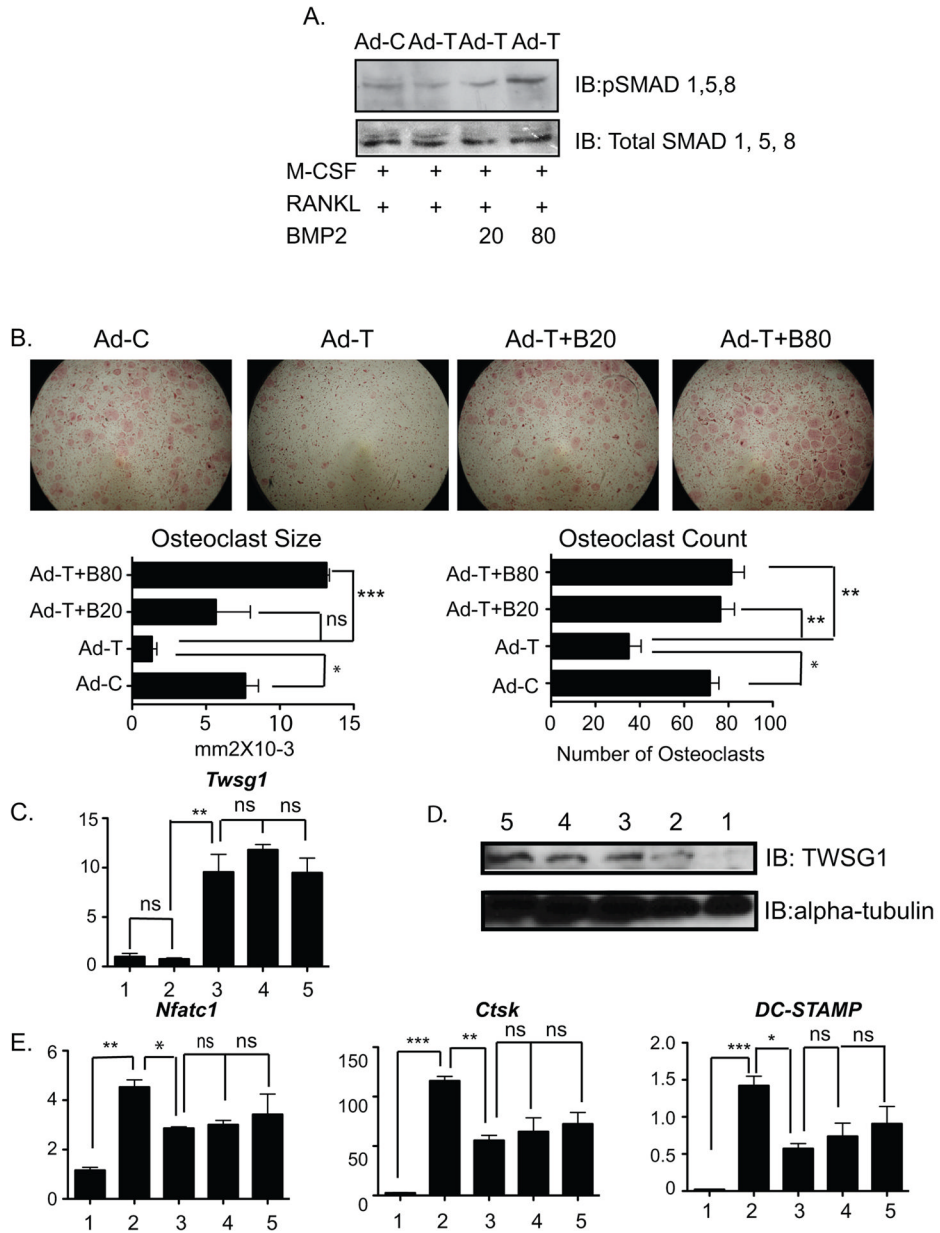 A.
Ad-C Ad-T Ad-T Ad-T
IB:pSMAD 1,5,8
IB: Total SMAD 1, 5, 8
M-CSF + + + +
RANKL + + + +
BMP2 20 80
B.
Ad-C Ad-T Ad-T+B20 Ad-T+B80
Osteoclast Size
Ad-T+B80
Ad-T+B20
Ad-T
Ad-C
***
ns
*
0 5 10 15
mm2X10-3
Osteoclast Count
Ad-T+B80
Ad-T+B20
Ad-T
Ad-C
**
**
*
0 20 40 60 80 100
Number of Osteoclasts
C.
Twsg1
15
10
5
0
ns ** ns ns
1 2 3 4 5
D.
5 4 3 2 1
IB: TWSG1
IB:alpha-tubulin
E.
Nfatc1
6
4
2
0
** * ns ns
1 2 3 4 5
Ctsk
150
100
50
0
*** ** ns ns
1 2 3 4 5
DC-STAMP
2.0
1.5
1.0
0.5
0
*** * ns ns
1 2 3 4 5